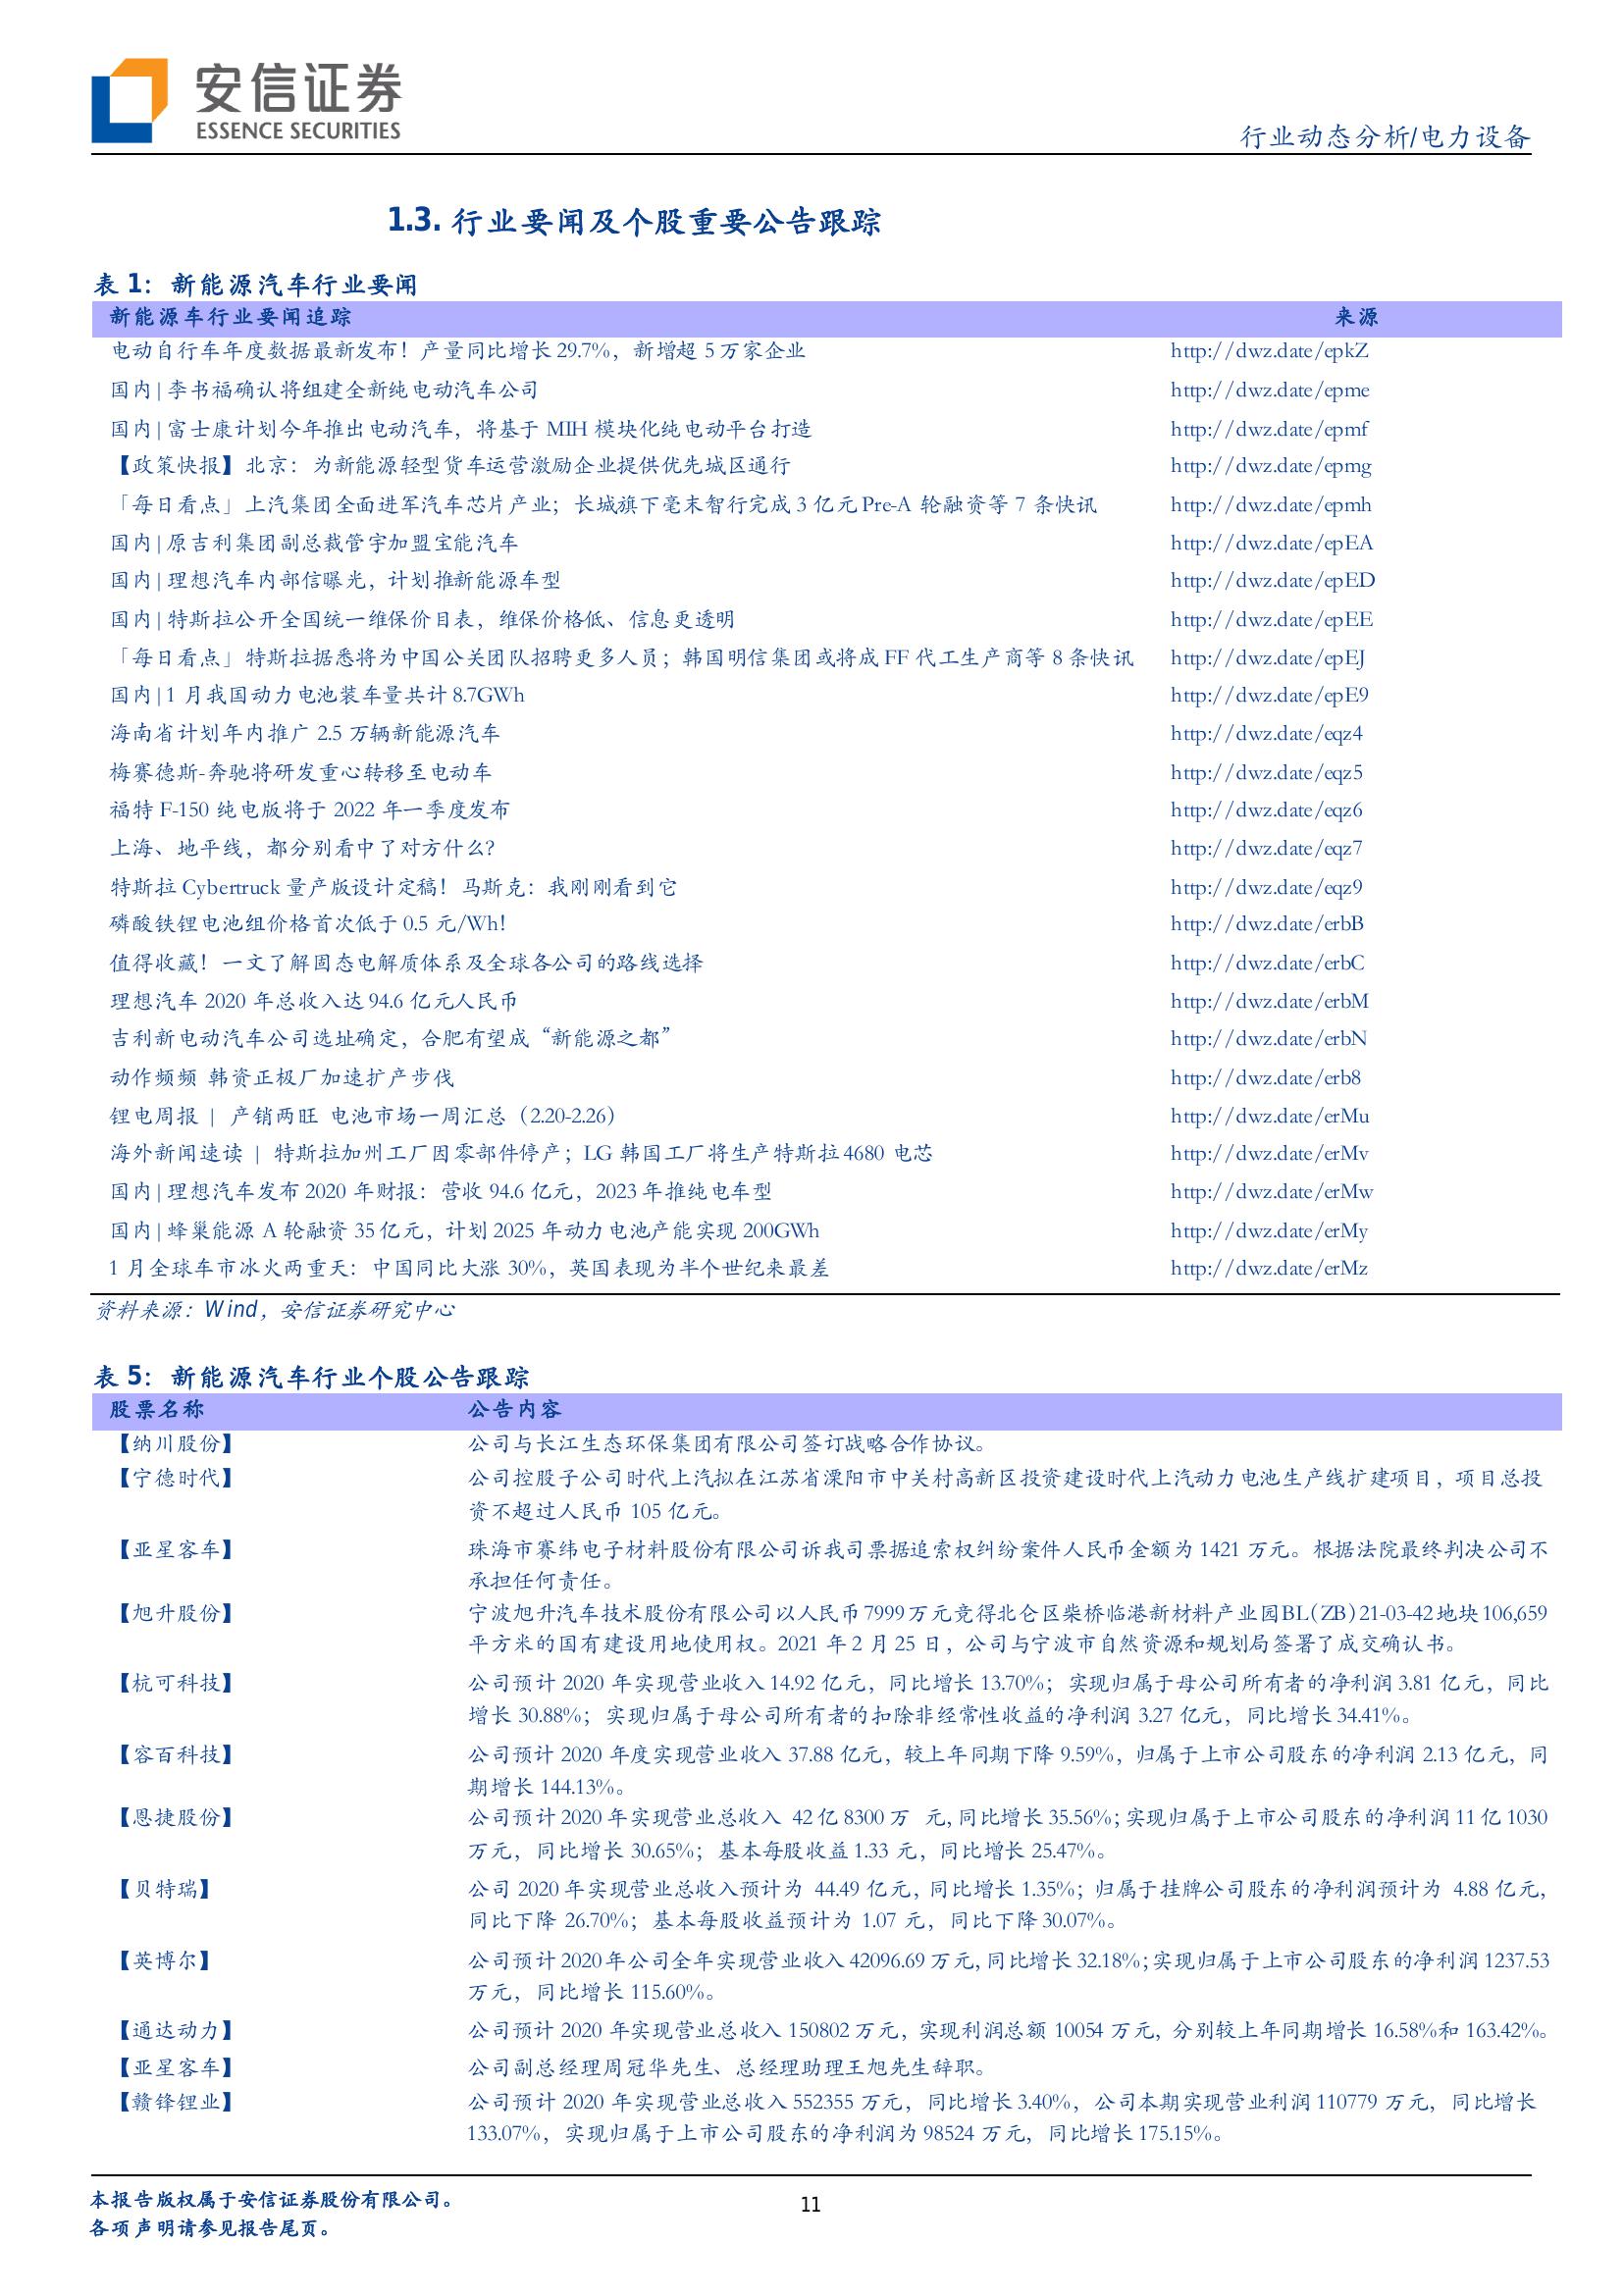 安信证券
ESSENCE SECURITIES
行业动态分析/电力设备
1.3. 行业要闻及个股重要公告跟踪
表 1：新能源汽车行业要闻
新能源车行业要闻追踪 来源
电动自行车年度数据最新发布！产量同比增长 29.7%，新增超 5 万家企业 http://dwz.date/epkZ
国内|李书福确认将组建全新纯电动汽车公司 http://dwz.date/epme
国内|富士康计划今年推出电动汽车，将基于 MIH 模块化纯电动平台打造 http://dwz.date/epmf
【政策快报】北京：为新能源轻型货车运营激励企业提供优先城区通行 http://dwz.date/epmg
「每日看点」上汽集团全面进军汽车芯片产业；长城旗下毫末智行完成 3 亿元 Pre-A 轮融资等 7 条快讯 http://dwz.date/epmh
国内|原吉利集团副总裁管宇加盟宝能汽车 http://dwz.date/epEA
国内|理想汽车内部信曝光，计划推新能源车型 http://dwz.date/epED
国内|特斯拉公开全国统一维保价目表，维保价格低、信息更透明 http://dwz.date/epEE
「每日看点」特斯拉据悉将为中国公关团队招聘更多人员；韩国明信集团或将成 FF 代工生产商等 8 条快讯 http://dwz.date/epEJ
国内|1 月我国动力电池装车量共计 8.7GWh http://dwz.date/epE9
海南省计划年内推广 2.5 万辆新能源汽车 http://dwz.date/eqz4
梅赛德斯-奔驰将研发重心转移至电动车 http://dwz.date/eqz5
福特 F-150 纯电版将于 2022 年一季度发布 http://dwz.date/eqz6
上海、地平线，都分别看中了对方什么？ http://dwz.date/eqz7
特斯拉 Cybertruck 量产版设计定稿！马斯克：我刚刚看到它 http://dwz.date/eqz9
磷酸铁锂电池组价格首次低于 0.5 元/Wh！ http://dwz.date/erbB
值得收藏！一文了解固态电解质体系及全球各公司的路线选择 http://dwz.date/erbC
理想汽车 2020 年总收入达 94.6 亿元人民币 http://dwz.date/erbM
吉利新电动汽车公司选址确定，合肥有望成“新能源之都” http://dwz.date/erbN
动作频频 韩资正极厂加速扩产步伐 http://dwz.date/erb8
锂电周报 | 产销两旺 电池市场一周汇总（2.20-2.26） http://dwz.date/erMu
海外新闻速读 | 特斯拉加州工厂因零部件停产；LG 韩国工厂将生产特斯拉 4680 电芯 http://dwz.date/erMv
国内|理想汽车发布 2020 年财报：营收 94.6 亿元，2023 年推纯电车型 http://dwz.date/erMw
国内|蜂巢能源 A 轮融资 35 亿元，计划 2025 年动力电池产能实现 200GWh http://dwz.date/erMy
1 月全球车市冰火两重天：中国同比大涨 30%，英国表现为半个世纪来最差 http://dwz.date/erMz
资料来源：Wind，安信证券研究中心
表 5：新能源汽车行业个股公告跟踪
股票名称 公告内容
【纳川股份】 公司与长江生态环保集团有限公司签订战略合作协议。
【宁德时代】 公司控股子公司时代上汽拟在江苏省溧阳市中关村高新区投资建设时代上汽动力电池生产线扩建项目，项目总投
资不超过人民币 105 亿元。
【亚星客车】 珠海市赛纬电子材料股份有限公司诉我司票据追索权纠纷案件人民币金额为 1421 万元。根据法院最终判决公司不
承担任何责任。
【旭升股份】 宁波旭升汽车技术股份有限公司以人民币 7999 万元竞得北仑区柴桥临港新材料产业园BL（ZB）21-03-42地块 106,659
平方米的国有建设用地使用权。2021 年 2 月 25 日，公司与宁波市自然资源和规划局签署了成交确认书。
【杭可科技】 公司预计 2020 年实现营业收入 14.92 亿元，同比增长 13.70%；实现归属于母公司所有者的净利润 3.81 亿元，同比
增长 30.88%；实现归属于母公司所有者的扣除非经常性收益的净利润 3.27 亿元，同比增长 34.41%。
【容百科技】 公司预计 2020 年度实现营业收入 37.88 亿元，较上年同期下降 9.59%，归属于上市公司股东的净利润 2.13 亿元，同
期增长 144.13%。
【恩捷股份】 公司预计 2020 年实现营业总收入 42 亿 8300 万 元，同比增长 35.56%；实现归属于上市公司股东的净利润 11 亿 1030
万元，同比增长 30.65%；基本每股收益 1.33 元，同比增长 25.47%。
【贝特瑞】 公司 2020 年实现营业总收入预计为 44.49 亿元，同比增长 1.35%；归属于挂牌公司股东的净利润预计为 4.88 亿元，
同比下降 26.70%；基本每股收益预计为 1.07 元，同比下降 30.07%。
【英博尔】 公司预计 2020年公司全年实现营业收入 42096.69 万元，同比增长 32.18%；实现归属于上市公司股东的净利润 1237.53
万元，同比增长 115.60%。
【通达动力】 公司预计 2020 年实现营业总收入 150802 万元，实现利润总额 10054 万元，分别较上年同期增长 16.58%和 163.42%。
【亚星客车】 公司副总经理周冠华先生、总经理助理王旭先生辞职。
【赣锋锂业】 公司预计 2020 年实现营业总收入 552355 万元，同比增长 3.40%，公司本期实现营业利润 110779 万元，同比增长
133.07%，实现归属于上市公司股东的净利润为 98524 万元，同比增长 175.15%。
本报告版权属于安信证券股份有限公司。
11
各项声明请参见报告尾页。